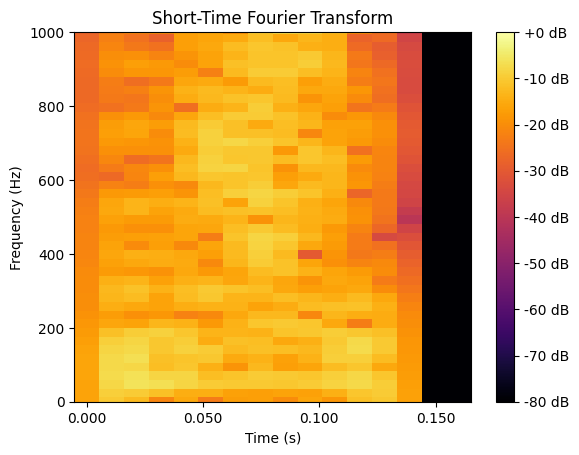 Short-Time Fourier Transform
1000
800
600
400
200
0
Frequency (Hz)
0.000
0.050
0.100
0.150
Time (s)
+0 dB
-10 dB
-20 dB
-30 dB
-40 dB
-50 dB
-60 dB
-70 dB
-80 dB